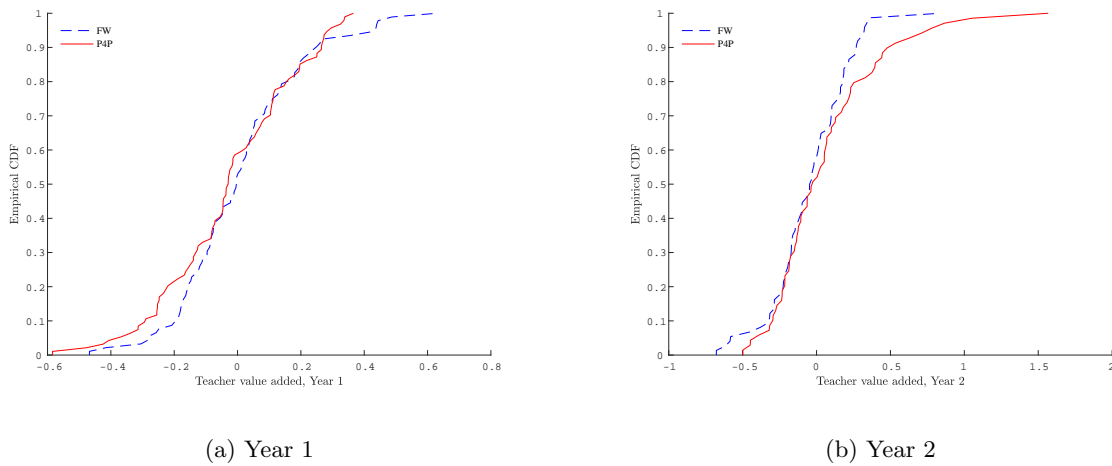 1
0.9
0.8
0.7
0.6
0.5
0.4
0.3
0.2
0.1
0
Empirical CDF
FW
P4P
-0.6 -0.4 -0.2 0 0.2 0.4 0.6 0.8
Teacher value added, Year 1
(a) Year 1
1
0.9
0.8
0.7
0.6
0.5
0.4
0.3
0.2
0.1
0
Empirical CDF
FW
P4P
-1 -0.5 0 0.5 1 1.5 2
Teacher value added, Year 2
(b) Year 2